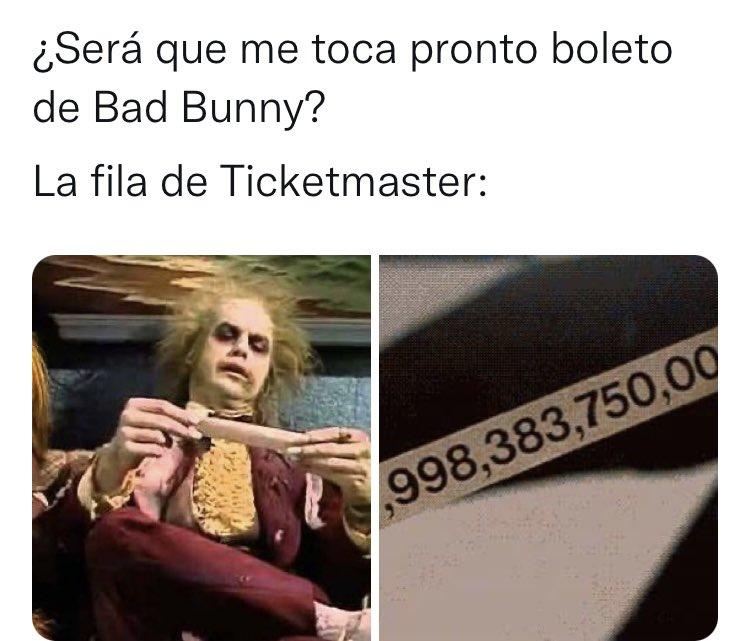 ¿Será que me toca pronto boleto
de Bad Bunny?
La fila de Ticketmaster:
,998,383,750,00